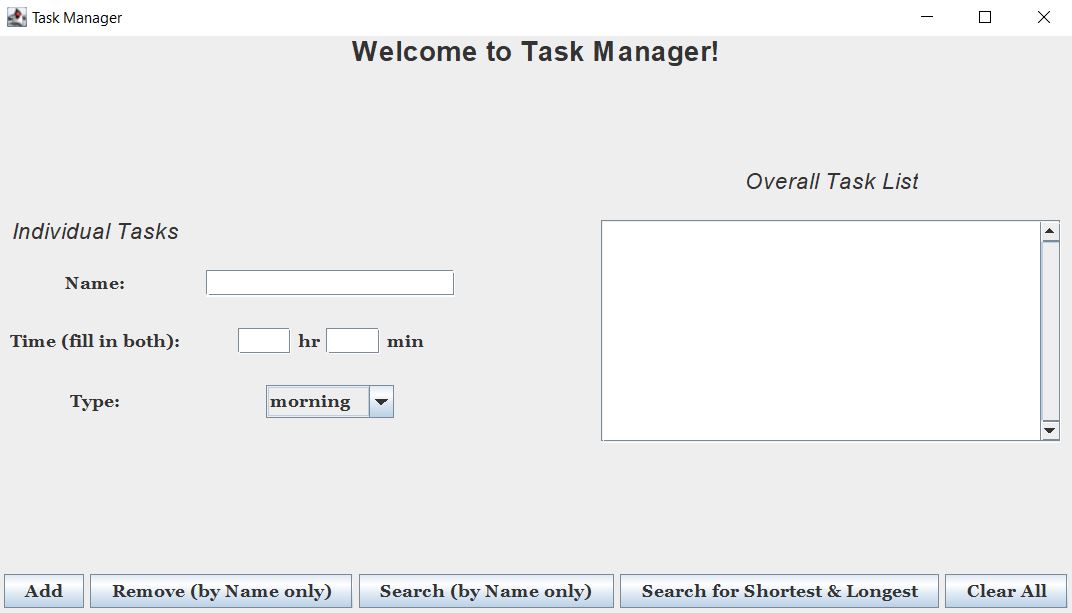 Task Manager
Welcome to Task Manager!
Overall Task List
Individual Tasks
Name:
Time (fill in both): hr min
Type: morning
Add Remove (by Name only) Search (by Name only) Search for Shortest & Longest Clear All